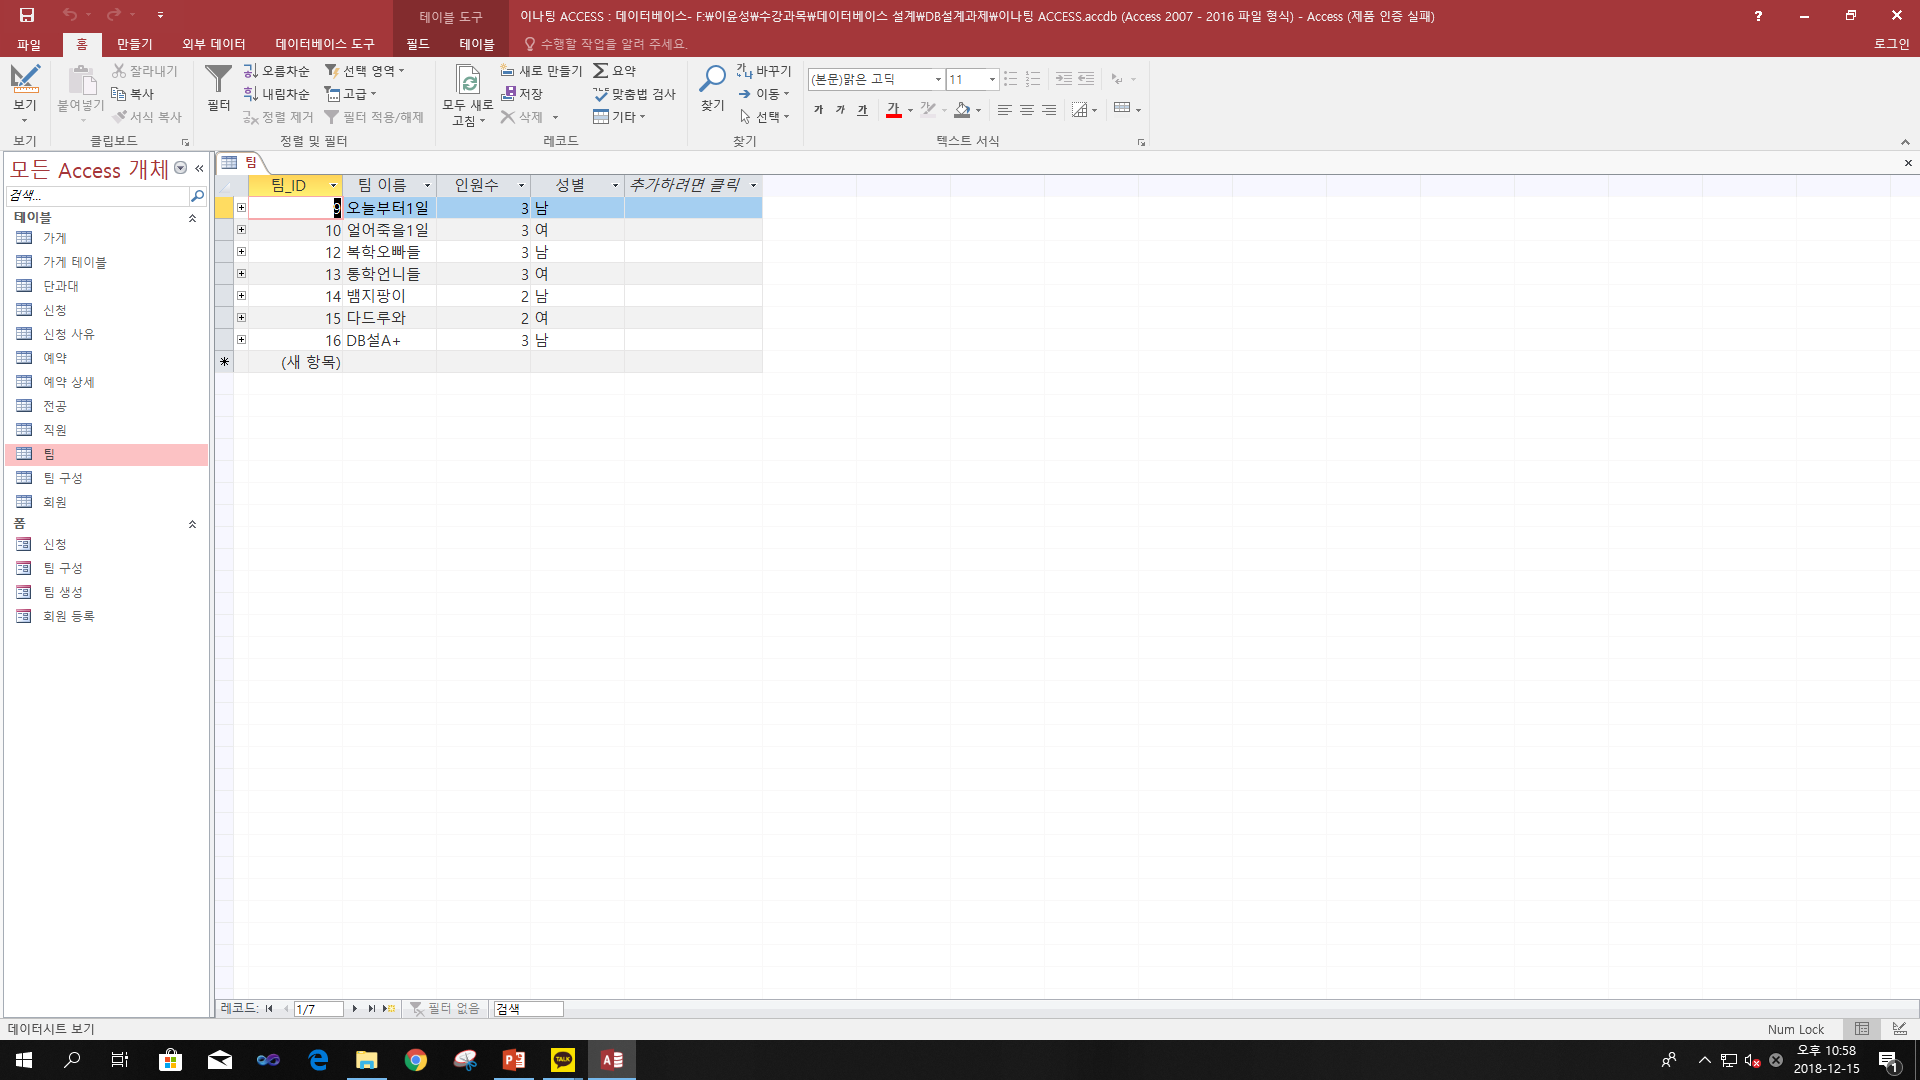 테이블 도구
이나팅 ACCESS : 데이터베이스- F:₩이윤성₩수강과목₩데이터베이스 설계₩DB설계과제₩이나팅 ACCESS.accdb (Access 2007 - 2016 파일 형식) - Access (제품 인증 실패)
파일 홈 만들기 외부 데이터 데이터베이스 도구 필드 테이블 수행할 작업을 알려 주세요. 로그인
보기
보기
붙여넣기
잘라내기
복사
서식 복사
클립보드
필터
오름차순
내림차순
정렬 제거
선택 영역
고급
필터 적용/해제
정렬 및 필터
모두 새로
고침
새로 만들기
저장
삭제
요약
맞춤법 검사
기타
레코드
찾기
바꾸기
이동
선택
찾기
(본문)맑은 고딕 11
가 가 가 가
텍스트 서식
모든 Access 개체
검색...
테이블
가게
가게 테이블
단과대
신청
신청 사유
예약
예약 상세
전공
직원
팀
팀 구성
회원
폼
신청
팀 구성
팀 생성
회원 등록
팀
팀_ID 팀 이름 인원수 성별 추가하려면 클릭
9 오늘부터1일 3 남
10 얼어죽을1일 3 여
12 복학오빠들 3 남
13 통학언니들 3 여
14 뱀지팡이 2 남
15 다드루와 2 여
16 DB설A+ 3 남
(새 항목)
레코드: 1/7 필터 없음 검색
데이터시트 보기 Num Lock
TALK
오후 10:58
2018-12-15
1